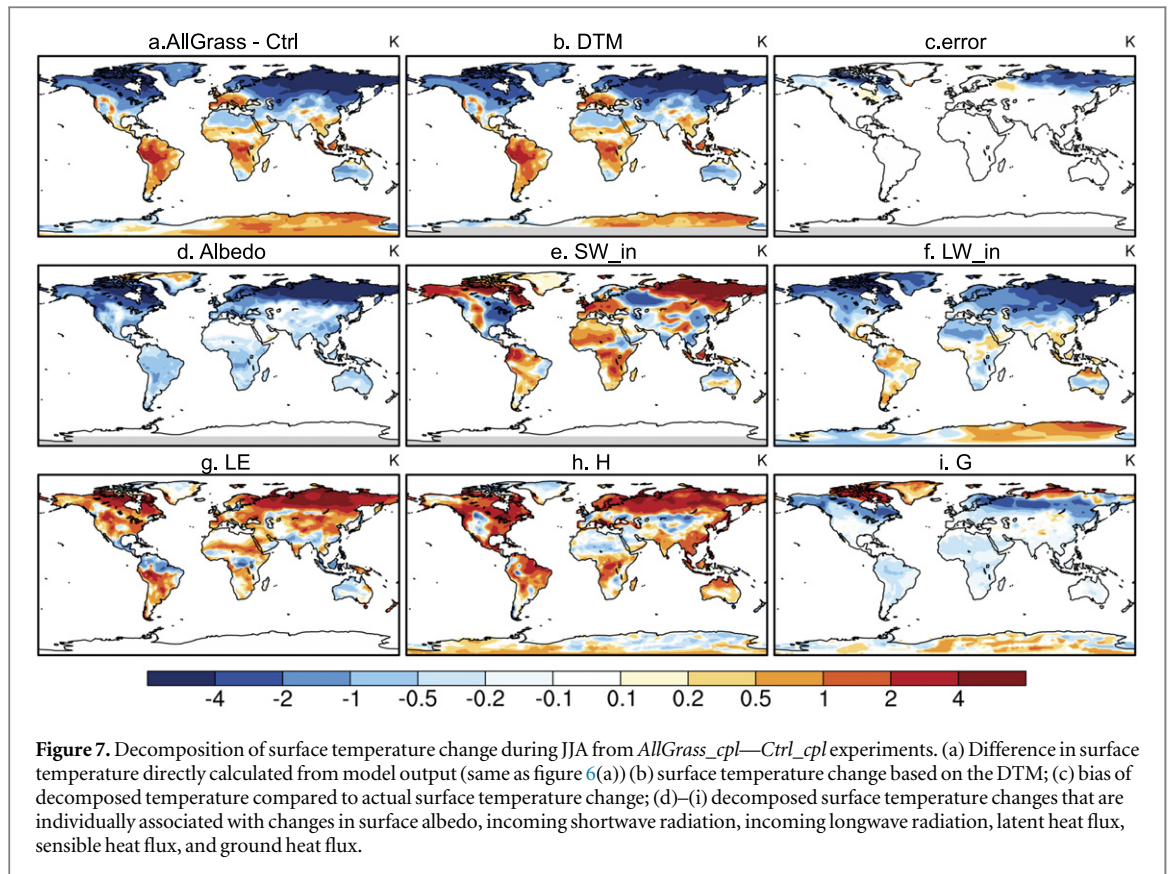 a.AllGrass - Ctrl K
b. DTM K
c.error K
d. Albedo K
e. SW_in K
f. LW_in K
g. LE K
h. H K
i. G K
-4 -2 -1 -0.5 -0.2 -0.1 0.1 0.2 0.5 1 2 4
Figure 7. Decomposition of surface temperature change during JJA from AllGrass_cpl—Ctrl_cpl experiments. (a) Difference in surface
temperature directly calculated from model output (same as figure 6(a)) (b) surface temperature change based on the DTM; (c) bias of
decomposed temperature compared to actual surface temperature change; (d)–(i) decomposed surface temperature changes that are
individually associated with changes in surface albedo, incoming shortwave radiation, incoming longwave radiation, latent heat flux,
sensible heat flux, and ground heat flux.